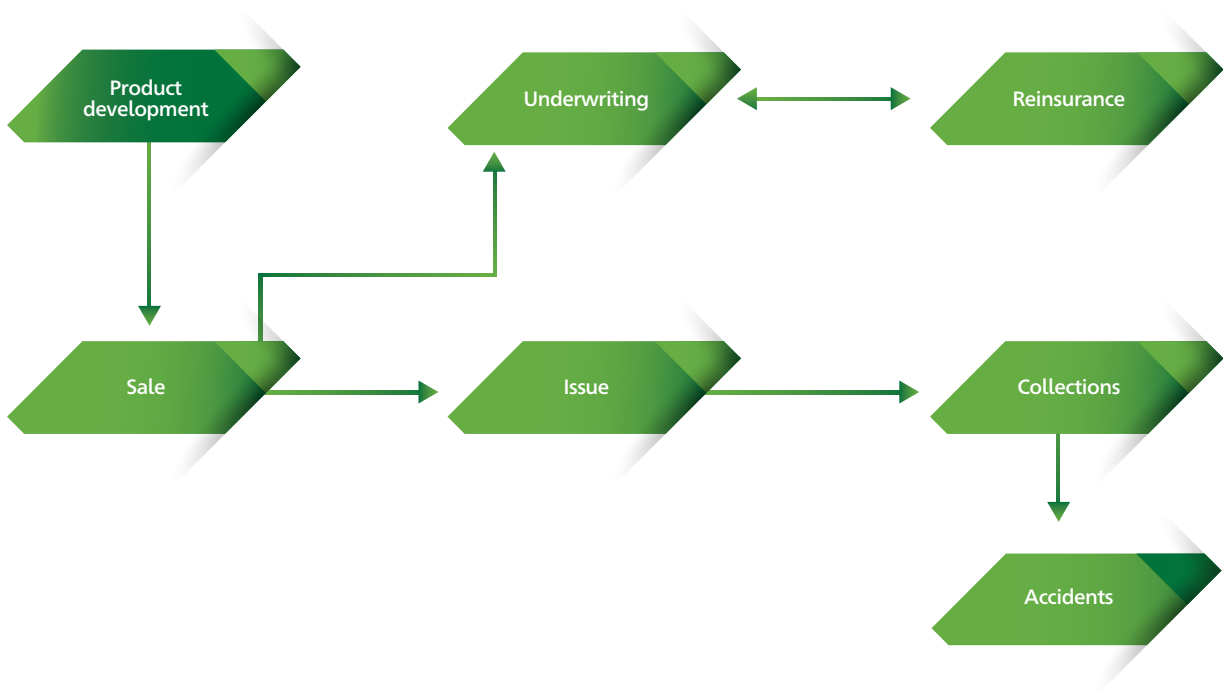 Product
development
Underwriting
Reinsurance
Sale
Issue
Collections
Accidents